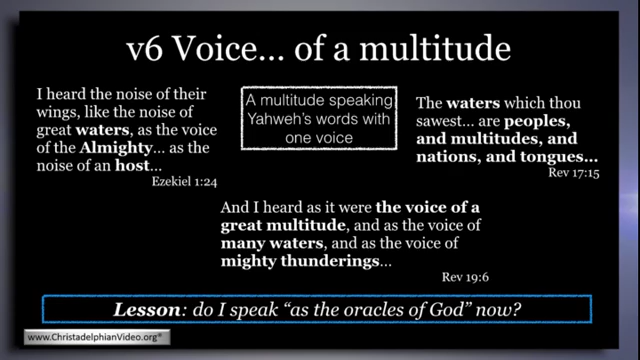 v6 Voice... of a multitude
I heard the noise of their
wings, like the noise of
great waters, as the voice
of the Almighty... as the
noise of an host...
Ezekiel 1:24
A multitude speaking
Yahweh's words with
one voice
The waters which thou
sawest... are peoples,
and multitudes, and
nations, and tongues...
Rev 17:15
And I heard as it were the voice of a
great multitude, and as the voice of
many waters, and as the voice of
mighty thunderings...
Rev 19:6
Lesson: do I speak "as the oracles of God" now?
www.ChristadelphianVideo.org®